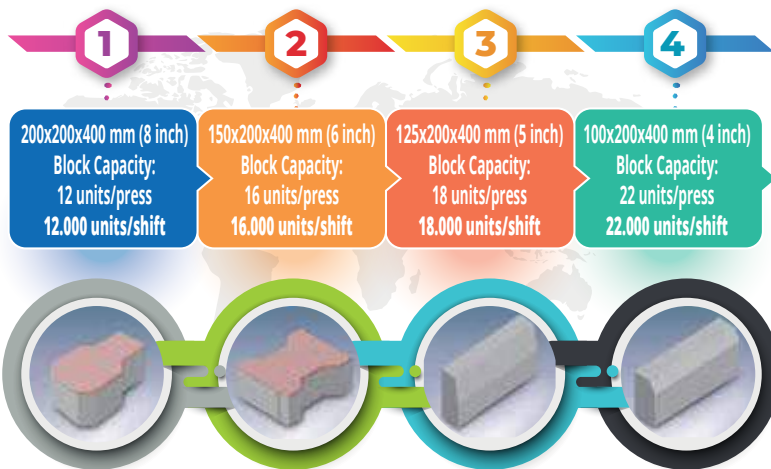 1
2
3
4
200x200x400 mm (8 inch)
Block Capacity:
12 units/press
12.000 units/shift
150x200x400 mm (6 inch)
Block Capacity:
16 units/press
16.000 units/shift
125x200x400 mm (5 inch)
Block Capacity:
18 units/press
18.000 units/shift
100x200x400 mm (4 inch)
Block Capacity:
22 units/press
22.000 units/shift